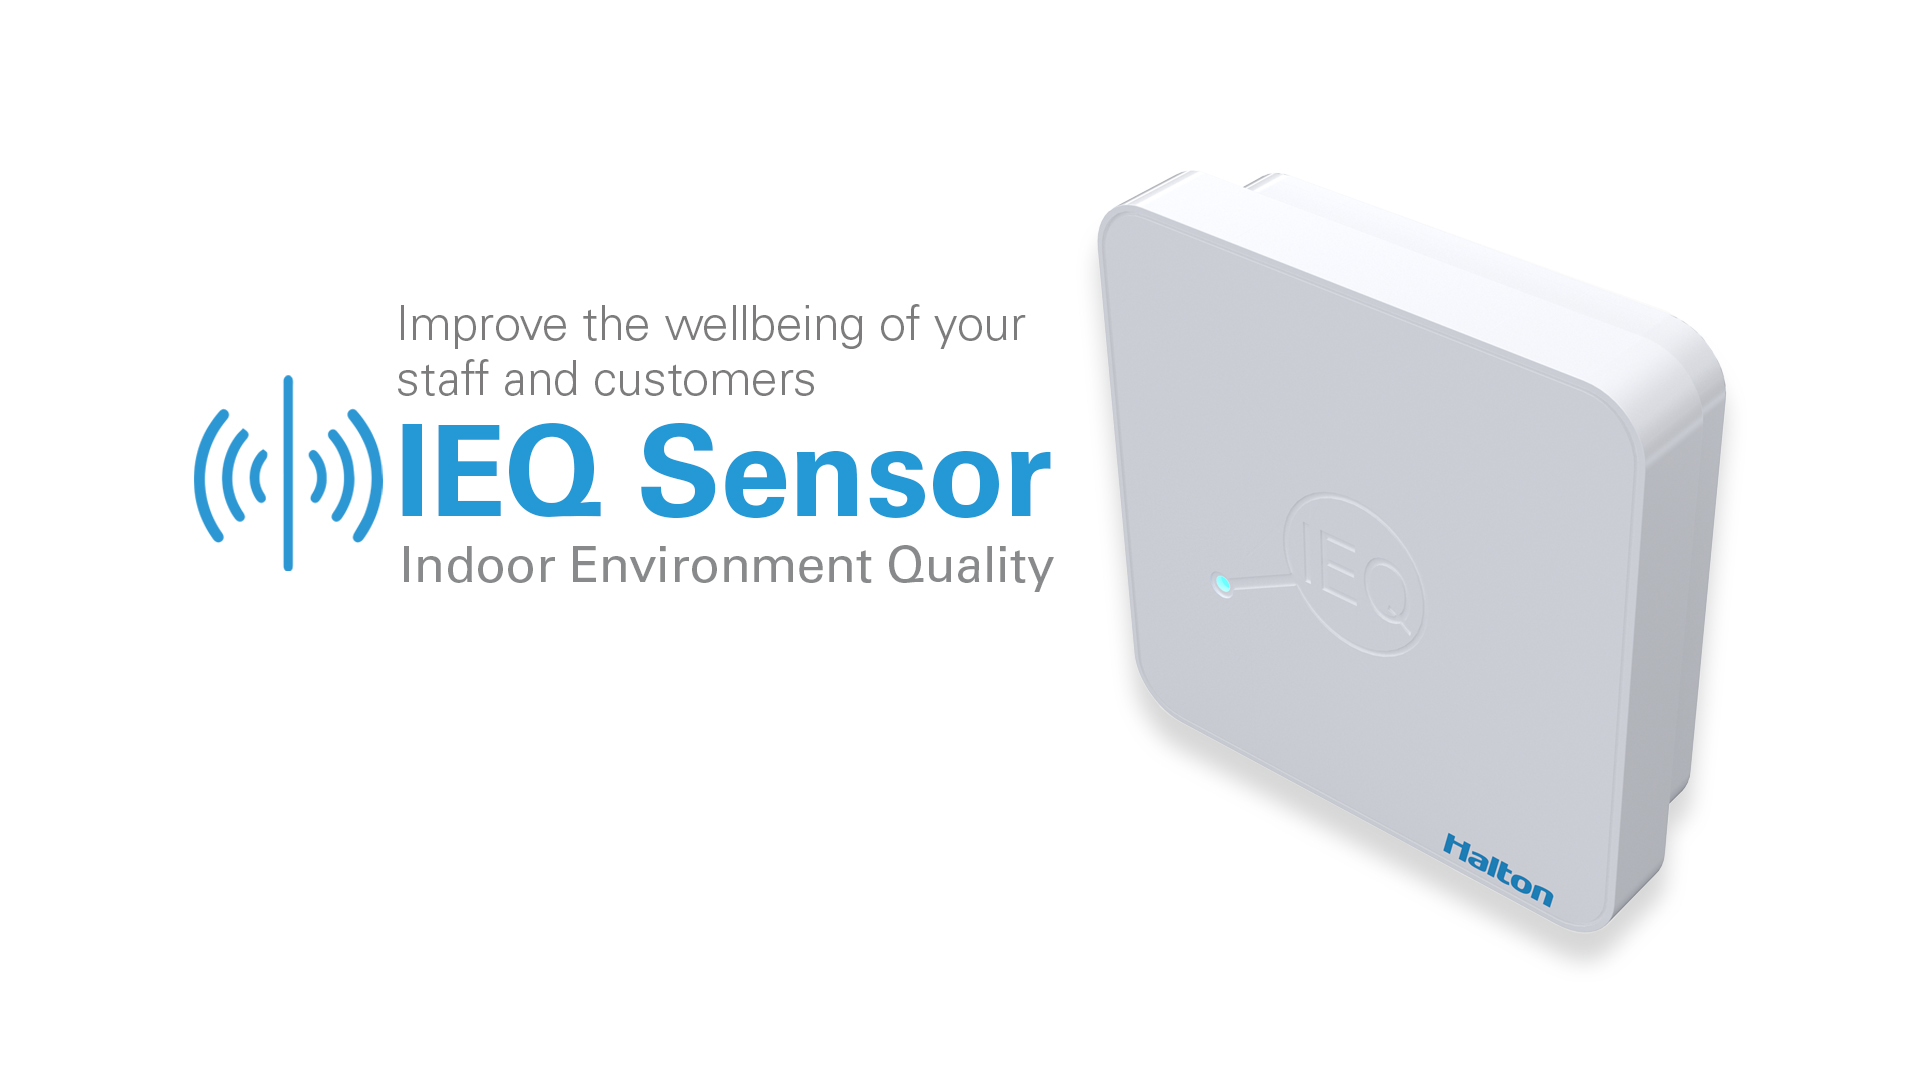 Improve the wellbeing of your
staff and customers
IEQ Sensor
Indoor Environment Quality
IEQ
Halton